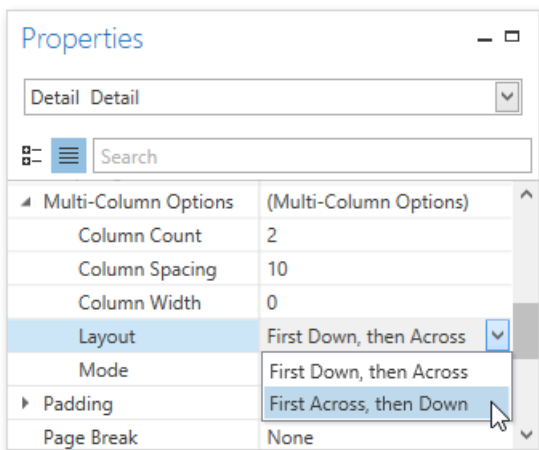 Properties
Detail Detail
Search
Multi-Column Options (Multi-Column Options)
Column Count 2
Column Spacing 10
Column Width 0
Layout First Down, then Across
Mode First Down, then Across
Padding First Across, then Down
Page Break None